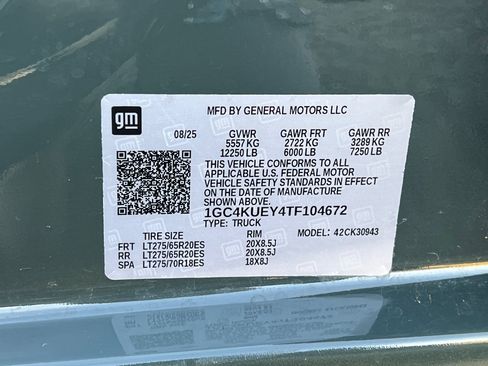 gm
MFD BY GENERAL MOTORS LLC
08/25 GVWR GAWR FRT GAWR RR
5557 KG 2722 KG 3289 KG
12250 LB 6000 LB 7250 LB
THIS VEHICLE CONFORMS TO ALL
APPLICABLE U.S. FEDERAL MOTOR
VEHICLE SAFETY STANDARDS IN EFFECT
ON THE DATE OF MANUFACTURE
SHOWN ABOVE.
1GC4KUEY4TF104672
TYPE: TRUCK
TIRE SIZE RIM MODEL: 42CK30943
FRT LT275/65R20ES 20X8.5J
RR LT275/65R20ES 20X8.5J
SPA LT275/70R18ES 18X8J